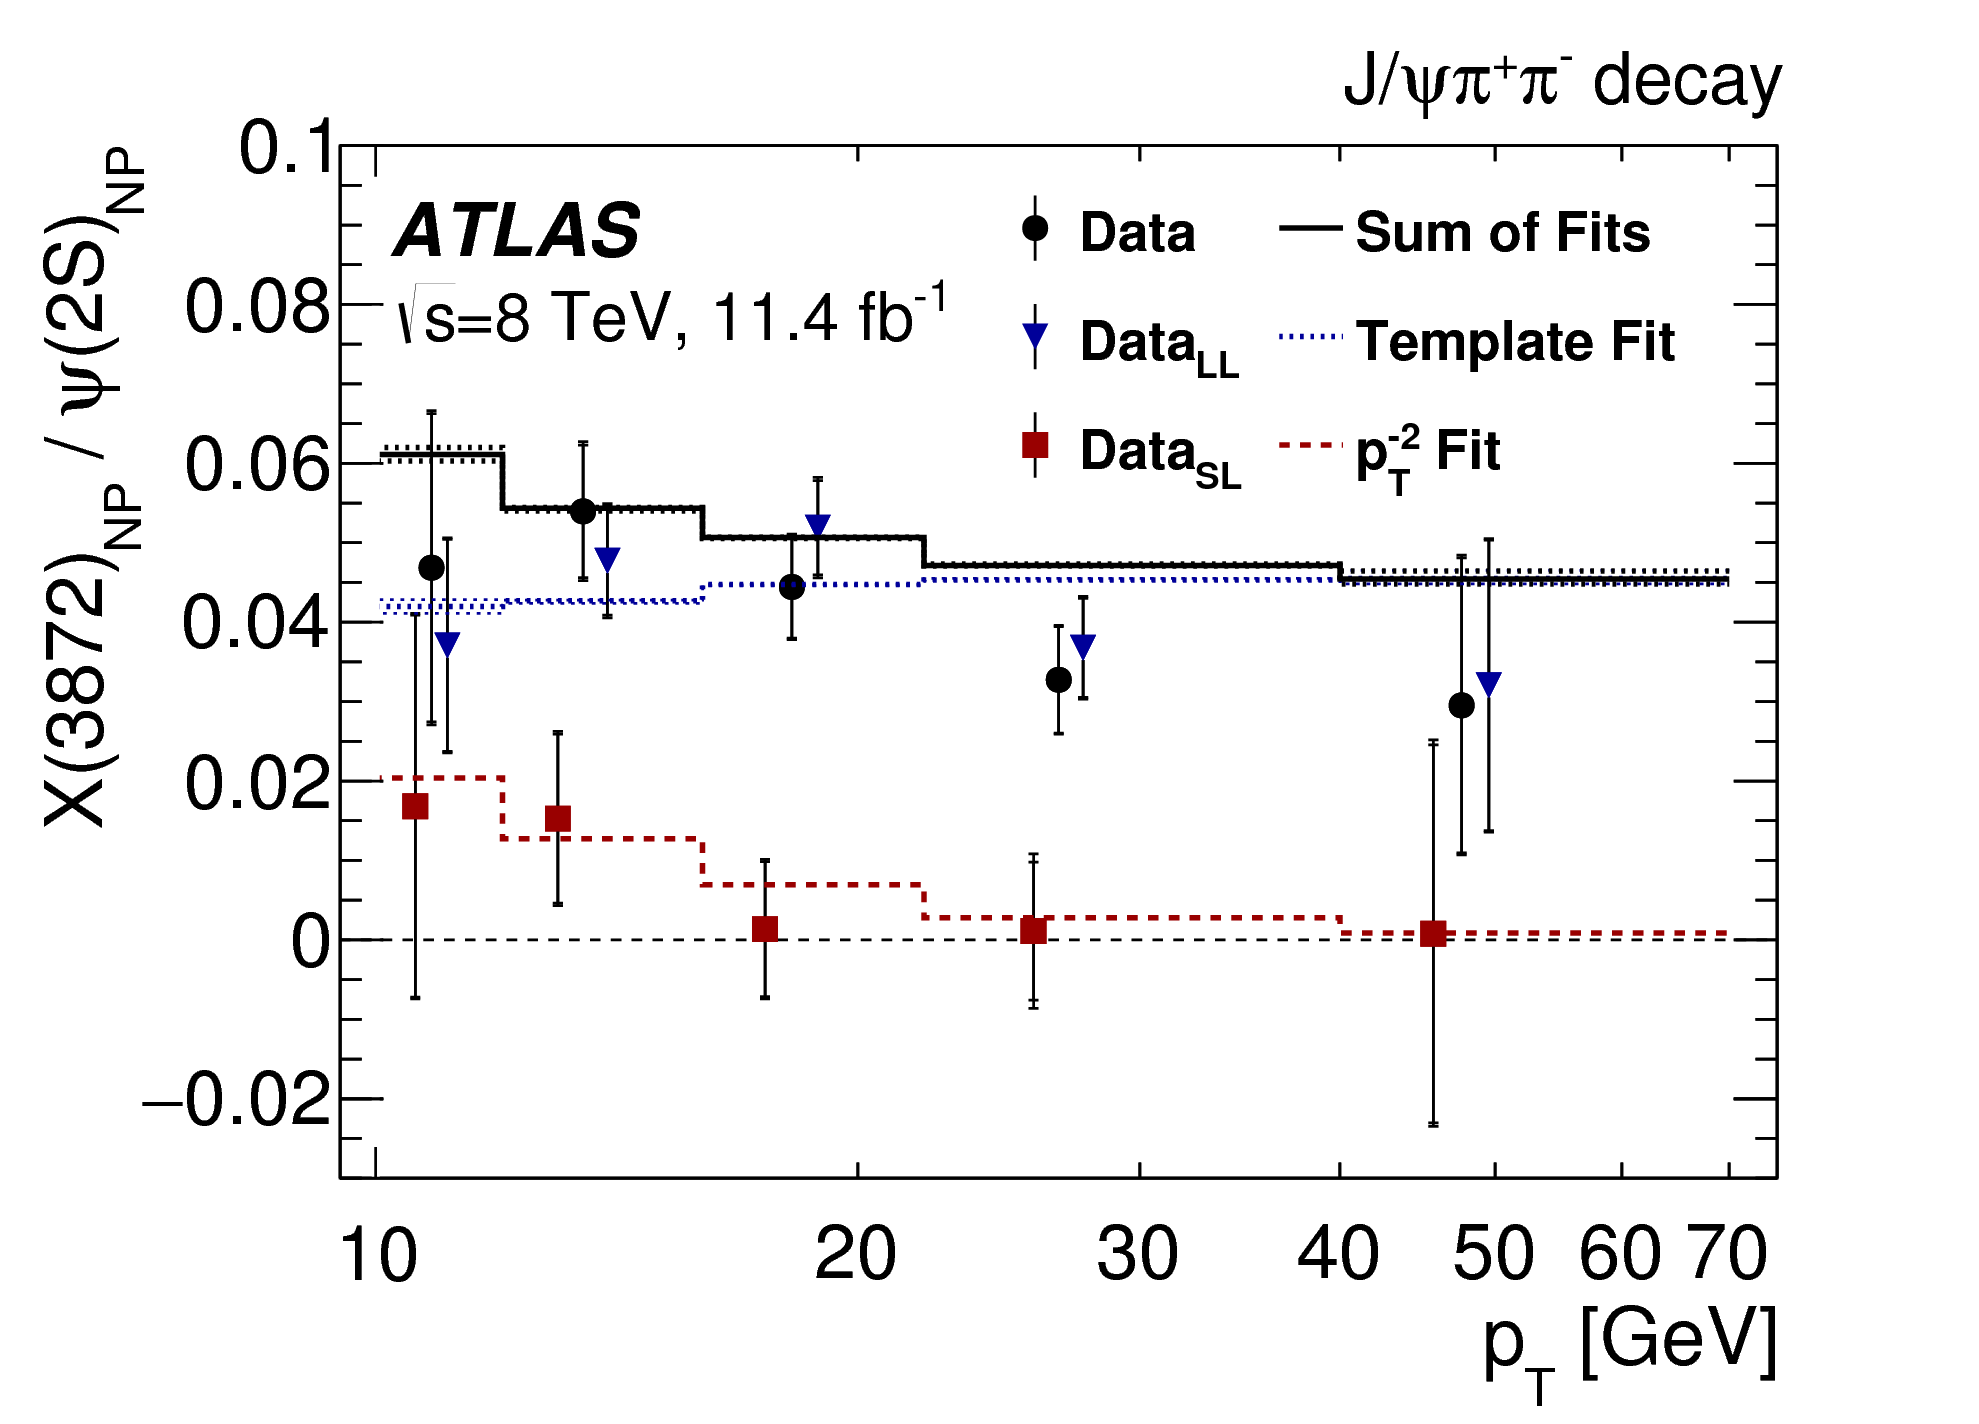 J/ψπ⁺π⁻ decay
X(3872)_NP / ψ(2S)_NP
0.1
0.08
0.06
0.04
0.02
0
−0.02
ATLAS
√s=8 TeV, 11.4 fb⁻¹
Data
Data_LL
Data_SL
Sum of Fits
Template Fit
p_T⁻² Fit
10 20 30 40 50 60 70
p_T [GeV]